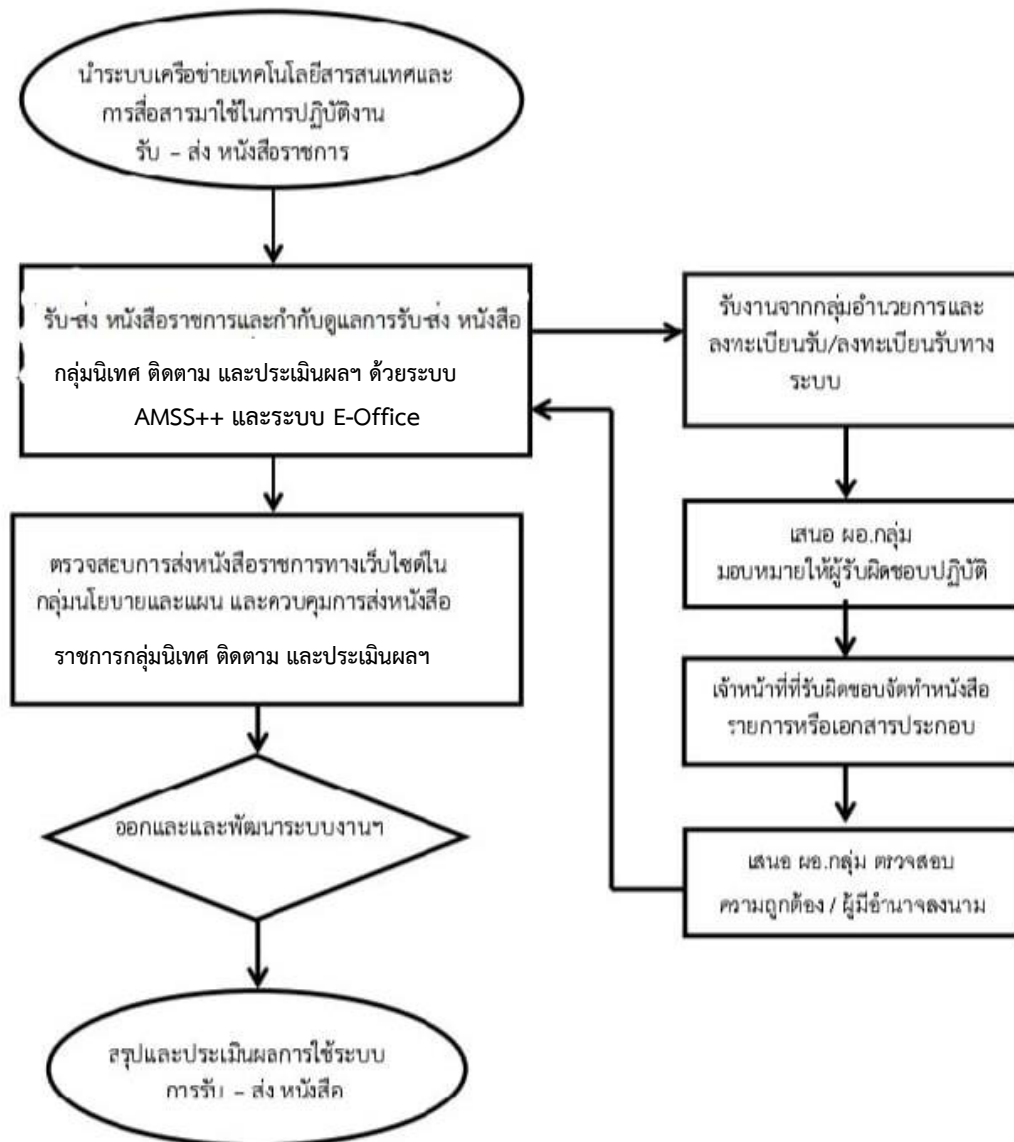 นำระบบเครือข่ายเทคโนโลยีสารสนเทศและ
การสื่อสารมาใช้ในการปฏิบัติงาน
รับ – ส่ง หนังสือราชการ
รับ-ส่ง หนังสือราชการและกำกับดูแลการรับ-ส่ง หนังสือ
กลุ่มนิเทศ ติดตาม และประเมินผลฯ ด้วยระบบ
AMSS++ และระบบ E-Office
ตรวจสอบการส่งหนังสือราชการทางเว็บไซต์ใน
กลุ่มนโยบายและแผน และควบคุมการส่งหนังสือ
ราชการกลุ่มนิเทศ ติดตาม และประเมินผลฯ
ออกและและพัฒนาระบบงานฯ
สรุปและประเมินผลการใช้ระบบ
การรับ – ส่ง หนังสือ
รับงานจากกลุ่มอำนวยการและ
ลงทะเบียนรับ/ลงทะเบียนรับทาง
ระบบ
เสนอ ผอ.กลุ่ม
มอบหมายให้ผู้รับผิดชอบปฏิบัติ
เจ้าหน้าที่ที่รับผิดชอบจัดทำหนังสือ
รายการหรือเอกสารประกอบ
เสนอ ผอ.กลุ่ม ตรวจสอบ
ความถูกต้อง / ผู้มีอำนาจลงนาม